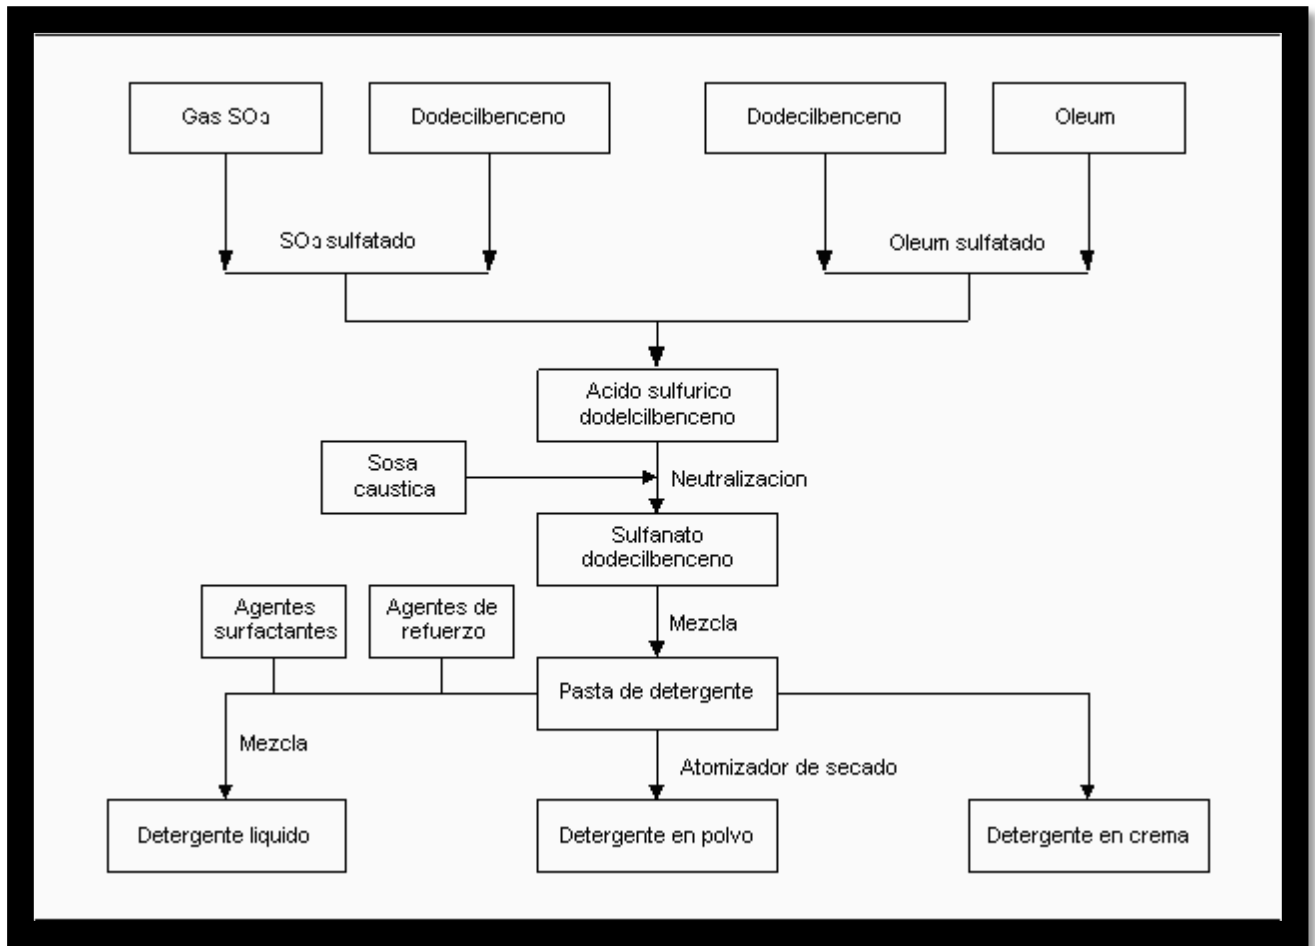 Gas SO3
Dodecilbenceno
Dodecilbenceno
Oleum
SO3 sulfatado
Oleum sulfatado
Acido sulfurico
dodelcilbenceno
Sosa
caustica
Neutralizacion
Sulfanato
dodecilbenceno
Agentes
surfactantes
Agentes de
refuerzo
Mezcla
Pasta de detergente
Mezcla
Atomizador de secado
Detergente liquido
Detergente en polvo
Detergente en crema